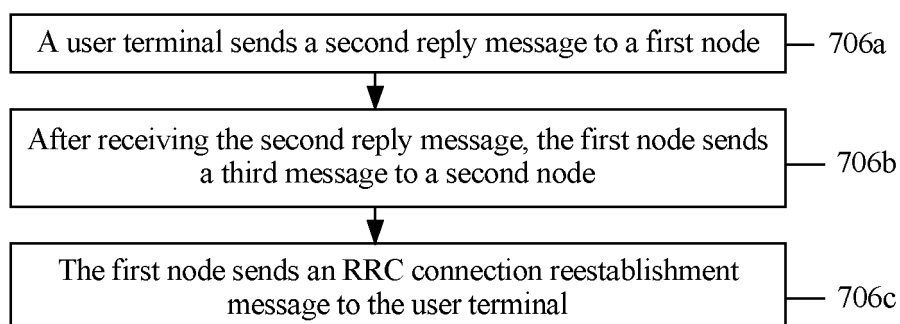 A user terminal sends a second reply message to a first node
706a
After receiving the second reply message, the first node sends
a third message to a second node
706b
The first node sends an RRC connection reestablishment
message to the user terminal
706c